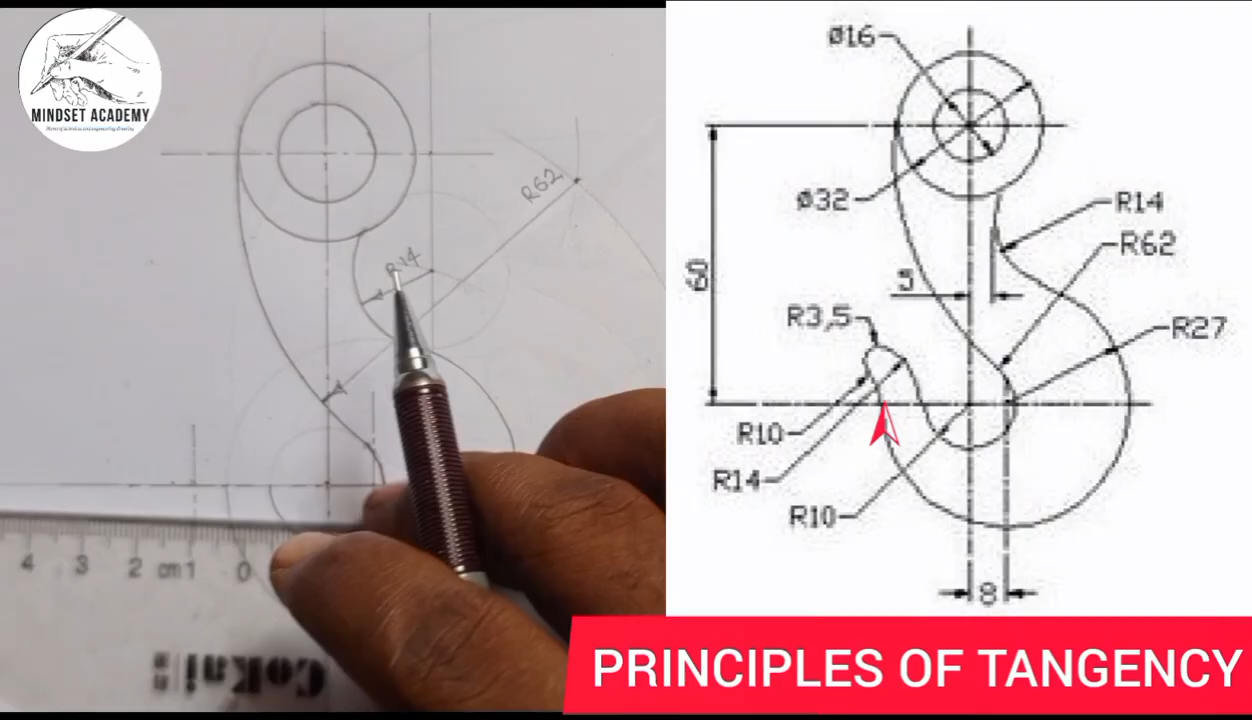 MINDSET ACADEMY
R62
R14
4 3 2 cm1 0
CoKai
ø16
ø32
R14
R62
60
5
R3,5
R27
R10
R14
R10
8
PRINCIPLES OF TANGENCY